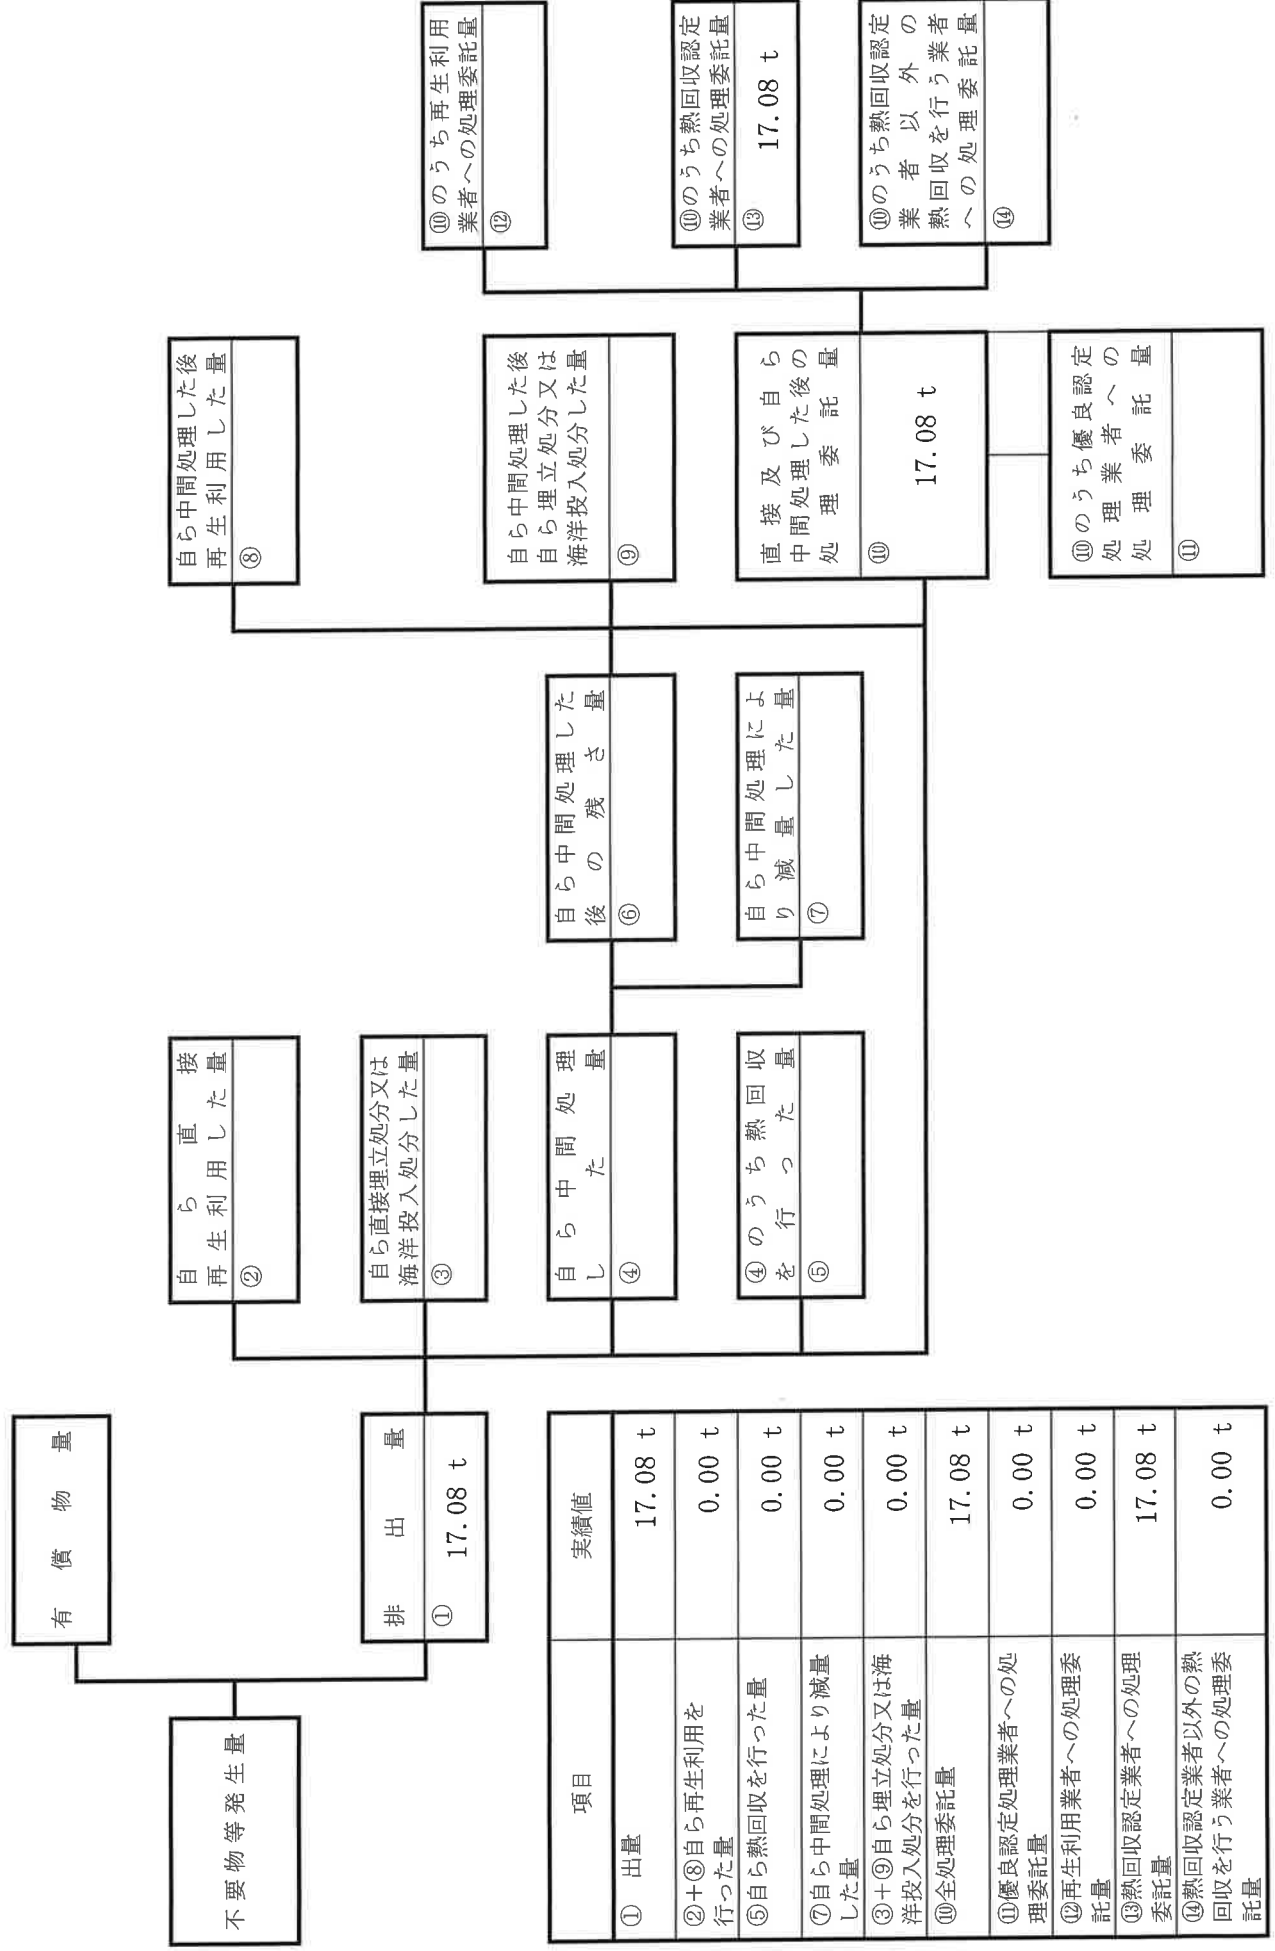 不要物等発生量
有償物量
排出量
① 17.08 t
自ら直接
再生利用した量
②
自ら直接埋立処分又は
海洋投入処分した量
③
自ら中間処理
した量
④
④のうち熱回収
を行った量
⑤
自ら中間処理した
後の残さ量
⑥
自ら中間処理によ
り減量した量
⑦
自ら中間処理した後
再生利用した量
⑧
自ら中間処理した後
自ら埋立処分又は
海洋投入処分した量
⑨
直接及び自ら
中間処理した後の
処理委託量
⑩ 17.08 t
⑩のうち優良認定
処理業者への
処理委託量
⑪
⑩のうち再生利用
業者への処理委託量
⑫
⑩のうち熱回収認定
業者への処理委託量
⑬ 17.08 t
⑩のうち熱回収認定
業者以外の
熱回収を行う業者
への処理委託量
⑭
項目 実績値
① 出量 17.08 t
②+⑧自ら再生利用を
行った量 0.00 t
⑤自ら熱回収を行った量 0.00 t
⑦自ら中間処理により減量
した量 0.00 t
③+⑨自ら埋立処分又は海
洋投入処分を行った量 0.00 t
⑩全処理委託量 17.08 t
⑪優良認定処理業者への処
理委託量 0.00 t
⑫再生利用業者への処理委
託量 0.00 t
⑬熱回収認定業者への処理
委託量 17.08 t
⑭熱回収認定業者以外の熱
回収を行う業者への処理委
託量 0.00 t